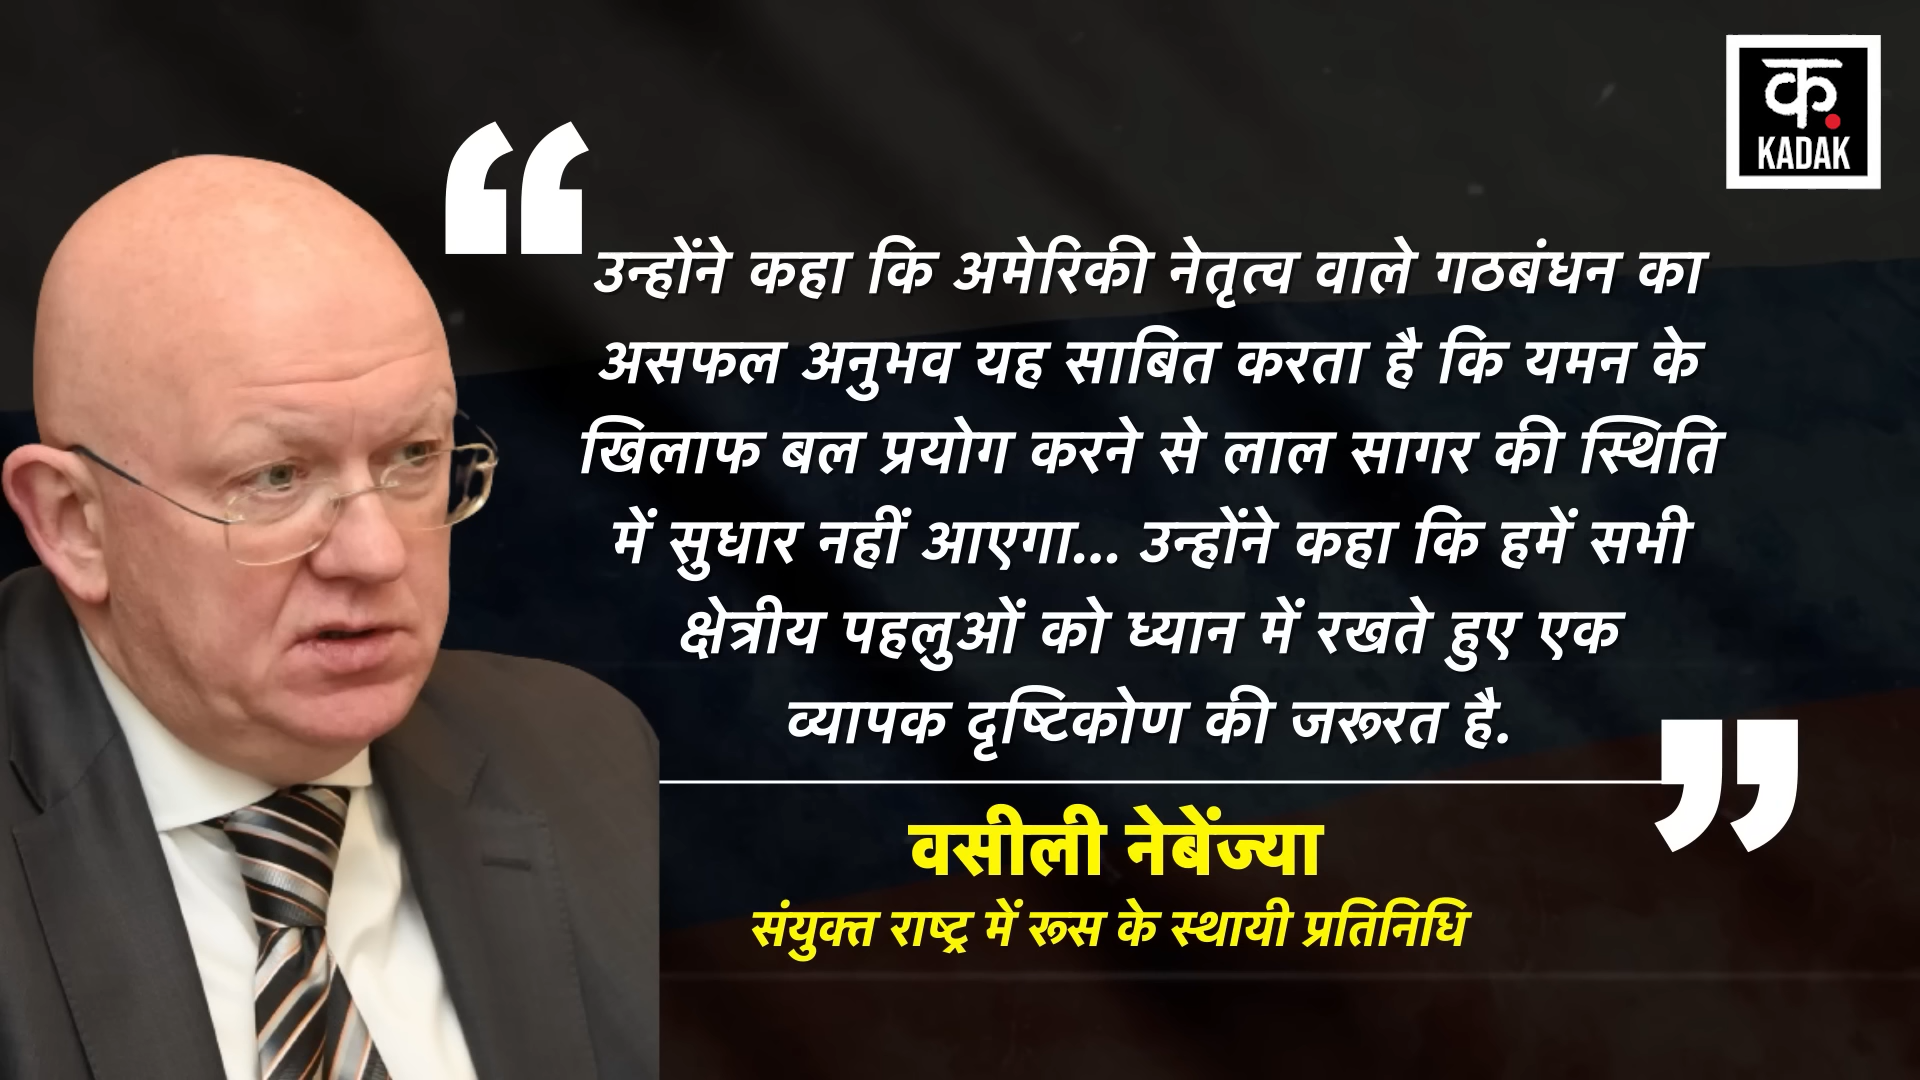 क
KADAK
उन्होंने कहा कि अमेरिकी नेतृत्व वाले गठबंधन का
असफल अनुभव यह साबित करता है कि यमन के
खिलाफ बल प्रयोग करने से लाल सागर की स्थिति
में सुधार नहीं आएगा... उन्होंने कहा कि हमें सभी
क्षेत्रीय पहलुओं को ध्यान में रखते हुए एक
व्यापक दृष्टिकोण की जरूरत है.
वसीली नेबेंज्या
संयुक्त राष्ट्र में रूस के स्थायी प्रतिनिधि